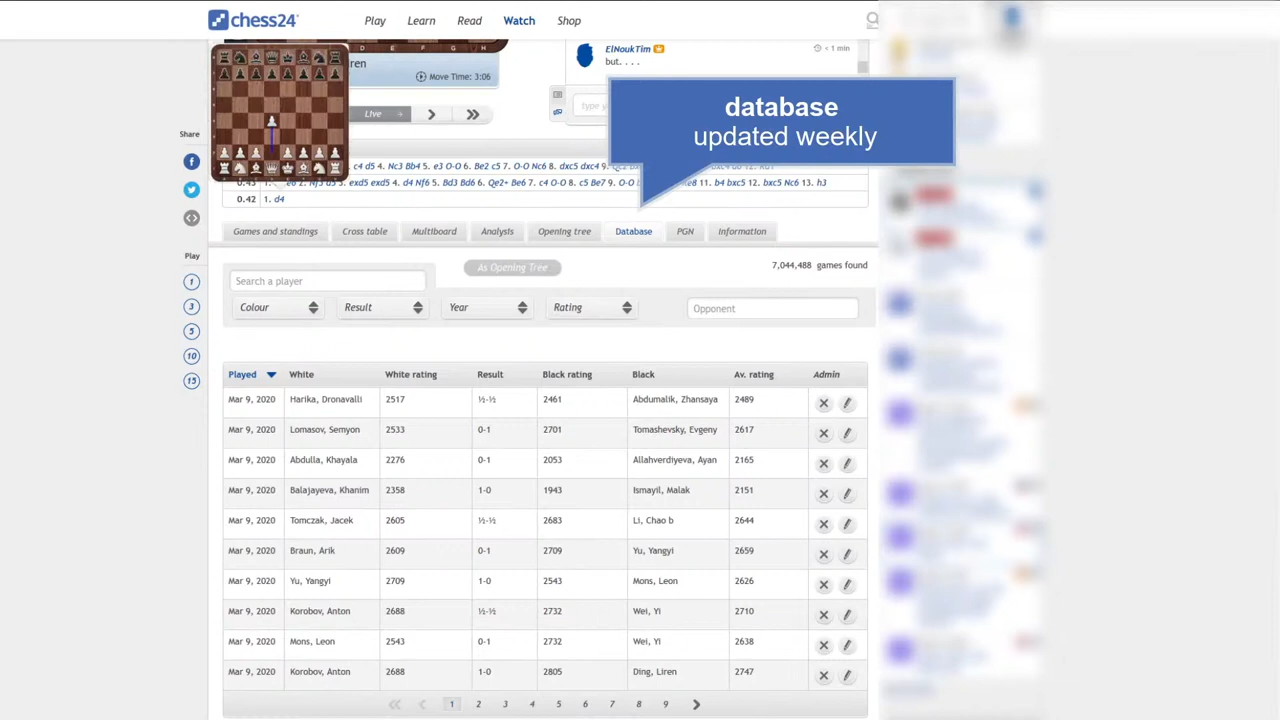 chess24
Play Learn Read Watch Shop
D E F G H
ren
Move Time: 3:06
ElNoukTim
< 1 min
but. . . .
Live
database
updated weekly
Share
c4 d5 4. Nc3 Bb4 5. e3 O-O 6. Be2 c5 7. O-O Nc6 8. dxc5 dxc4
exd5 exd5 4. d4 Nf6 5. Bd3 Bd6 6. Qe2+ Be6 7. c4 O-O 8. c5 Be7 9. 11. b4 bxc5 12. bxc5 Nc6 13. h3
0.42 1. d4
Games and standings Cross table Multiboard Analysis Opening tree Database PGN Information
Play
1
3
5
10
15
Search a player As Opening Tree 7,044,488 games found
Colour Result Year Rating Opponent
Played White White rating Result Black rating Black Av. rating Admin
Mar 9, 2020 Harika, Dronavalli 2517 ½-½ 2461 Abdumalik, Zhansaya 2489
Mar 9, 2020 Lomasov, Semyon 2533 0-1 2701 Tomashevsky, Evgeny 2617
Mar 9, 2020 Abdulla, Khayala 2276 0-1 2053 Allahverdiyeva, Ayan 2165
Mar 9, 2020 Balajayeva, Khanim 2358 1-0 1943 Ismayil, Malak 2151
Mar 9, 2020 Tomczak, Jacek 2605 ½-½ 2683 Li, Chao b 2644
Mar 9, 2020 Braun, Arik 2609 0-1 2709 Yu, Yangyi 2659
Mar 9, 2020 Yu, Yangyi 2709 1-0 2543 Mons, Leon 2626
Mar 9, 2020 Korobov, Anton 2688 ½-½ 2732 Wei, Yi 2710
Mar 9, 2020 Mons, Leon 2543 0-1 2732 Wei, Yi 2638
Mar 9, 2020 Korobov, Anton 2688 1-0 2805 Ding, Liren 2747
1 2 3 4 5 6 7 8 9